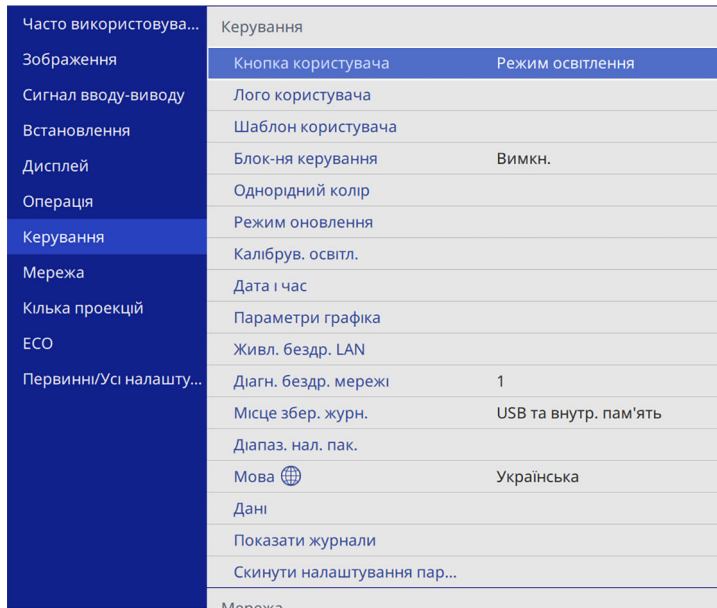 Часто використовува...
Зображення
Сигнал вводу-виводу
Встановлення
Дисплей
Операція
Керування
Мережа
Кілька проекцій
ECO
Первинні/Усі налашту...
Керування
Кнопка користувача Режим освітлення
Лого користувача
Шаблон користувача
Блок-ня керування Вимкн.
Однорідний колір
Режим оновлення
Калібрув. освітл.
Дата і час
Параметри графіка
Живл. бездр. LAN
Діагн. бездр. мережі 1
Місце збер. журн. USB та внутр. пам'ять
Діапаз. нал. пак.
Мова Українська
Дані
Показати журнали
Скинути налаштування пар...
Мережа